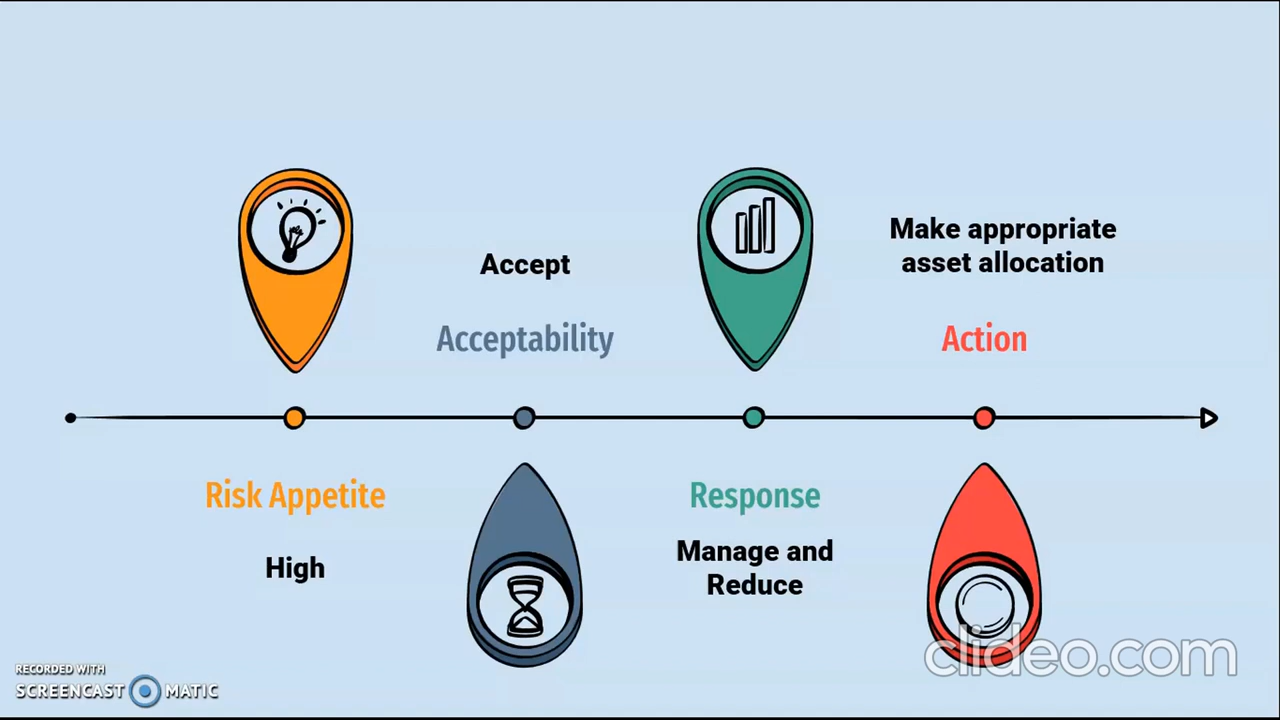 Accept
Make appropriate
asset allocation
Acceptability
Action
Risk Appetite
Response
High
Manage and
Reduce
clideo.com
RECORDED WITH
SCREENCAST MATIC